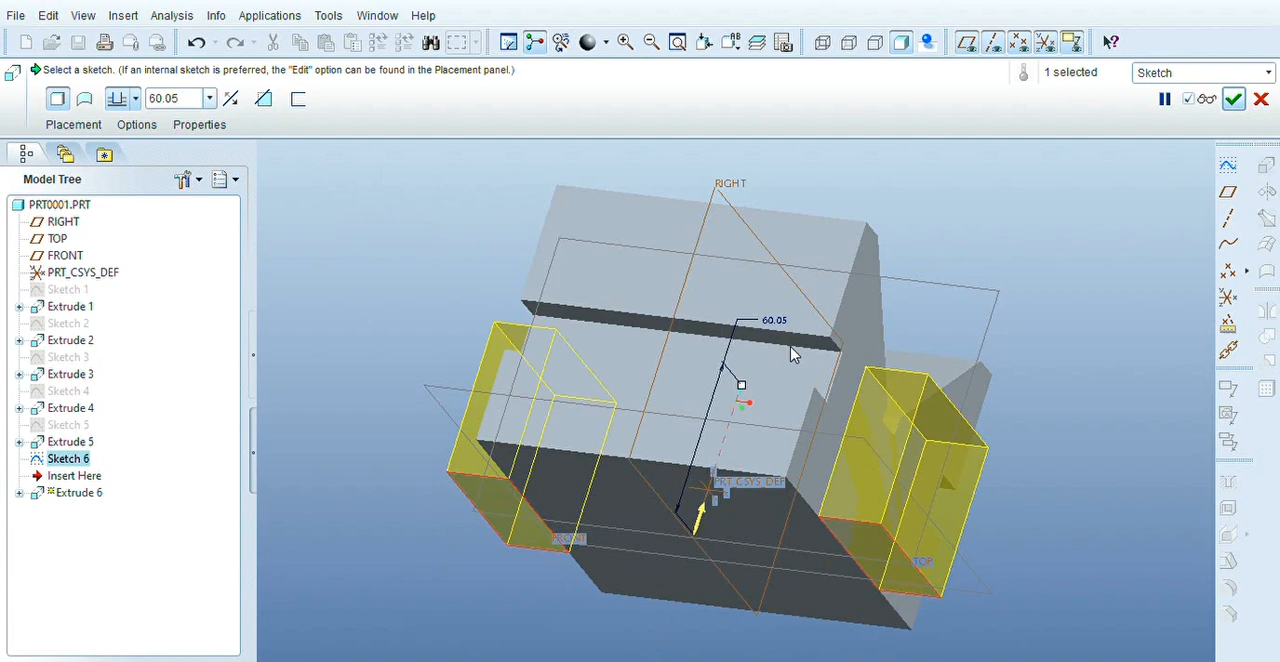 File Edit View Insert Analysis Info Applications Tools Window Help
Select a sketch. (If an internal sketch is preferred, the "Edit" option can be found in the Placement panel.)
1 selected
Sketch
60.05
Placement Options Properties
Model Tree
PRT0001.PRT
RIGHT
TOP
FRONT
PRT_CSYS_DEF
Sketch 1
Extrude 1
Sketch 2
Extrude 2
Sketch 3
Extrude 3
Sketch 4
Extrude 4
Sketch 5
Extrude 5
Sketch 6
Insert Here
Extrude 6
RIGHT
60.05
PRT_CSYS_DEF
FRONT
TOP